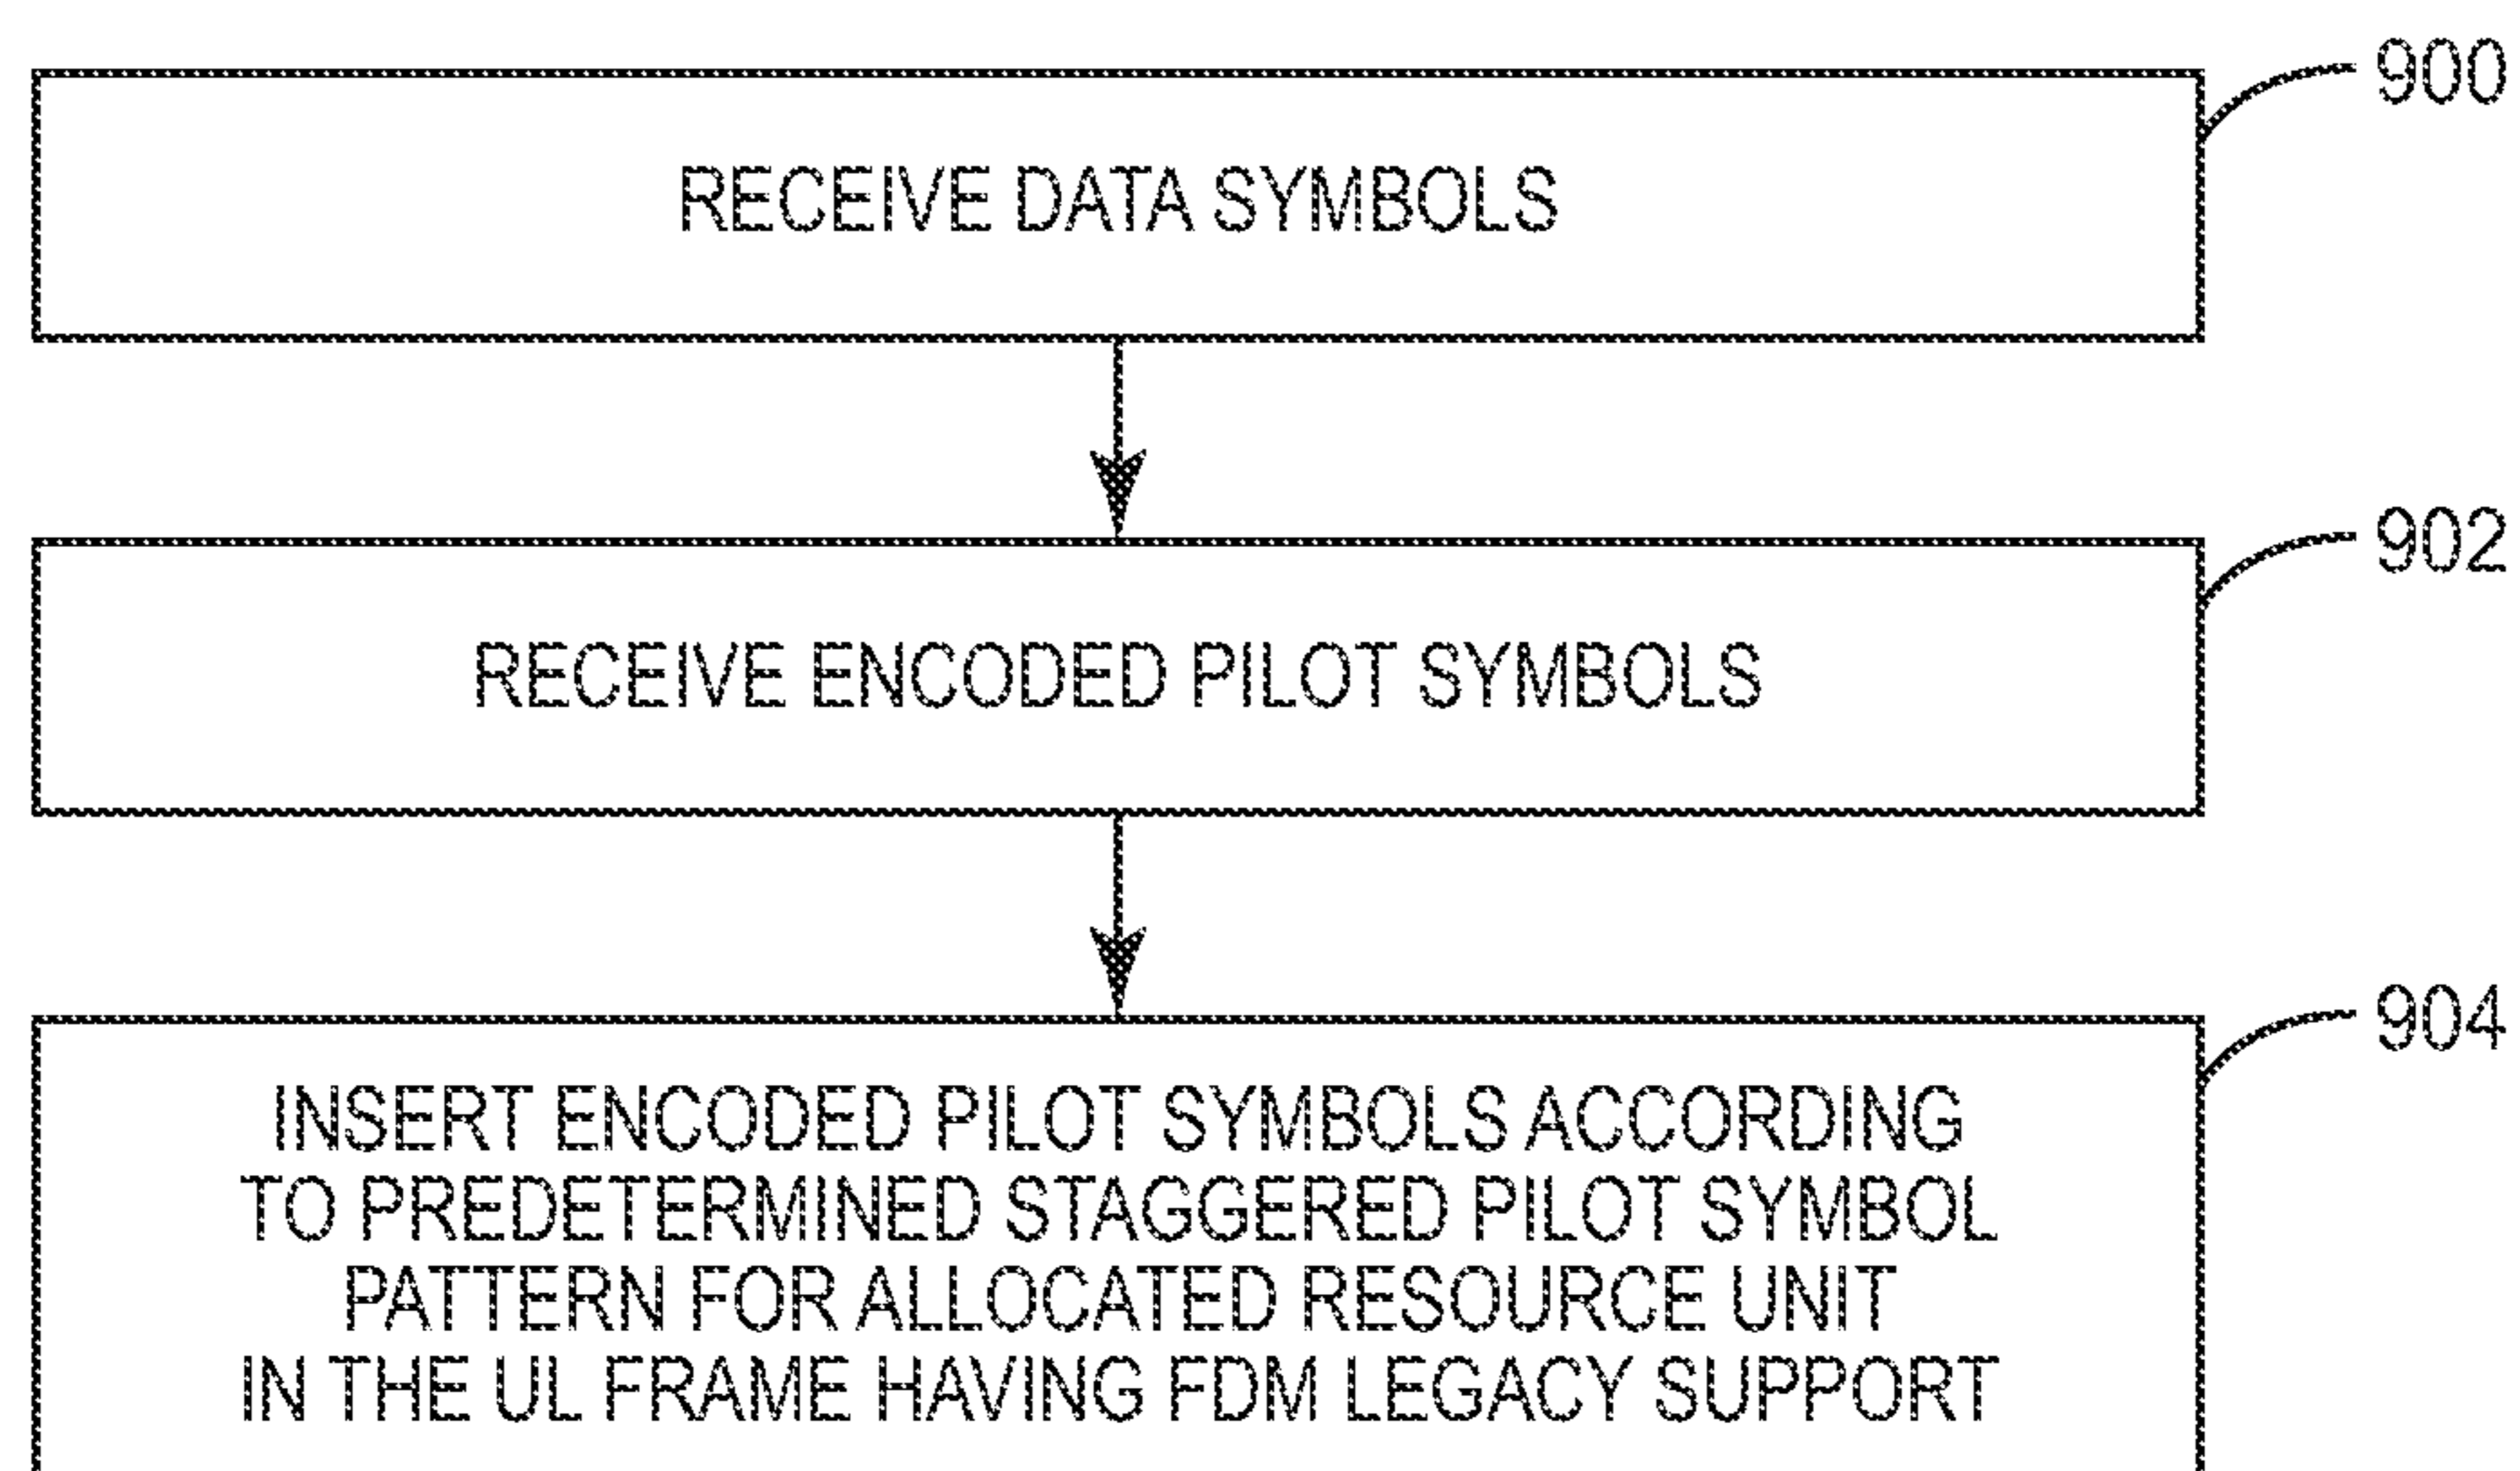 900
RECEIVE DATA SYMBOLS
902
RECEIVE ENCODED PILOT SYMBOLS
904
INSERT ENCODED PILOT SYMBOLS ACCORDING
TO PREDETERMINED STAGGERED PILOT SYMBOL
PATTERN FOR ALLOCATED RESOURCE UNIT
IN THE UL FRAME HAVING FDM LEGACY SUPPORT